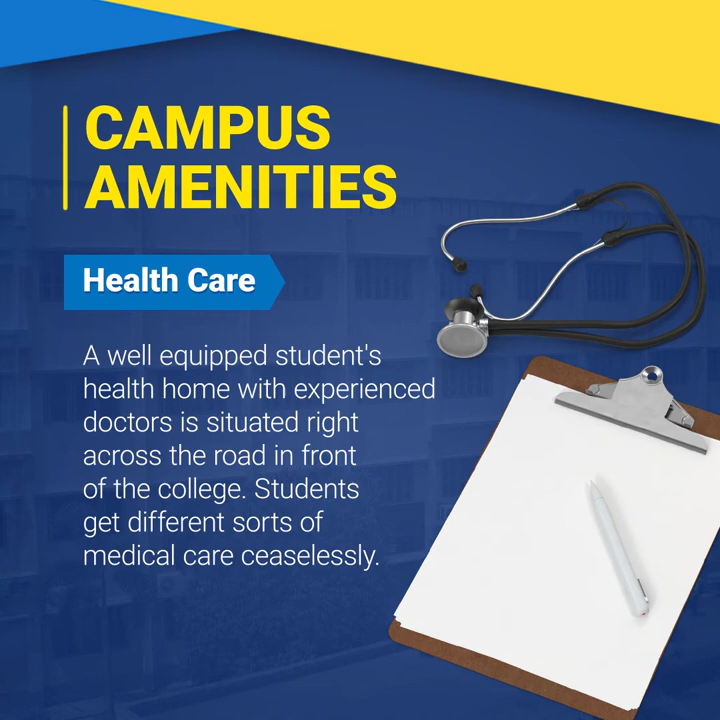 CAMPUS
AMENITIES
Health Care
A well equipped student's
health home with experienced
doctors is situated right
across the road in front
of the college. Students
get different sorts of
medical care ceaselessly.